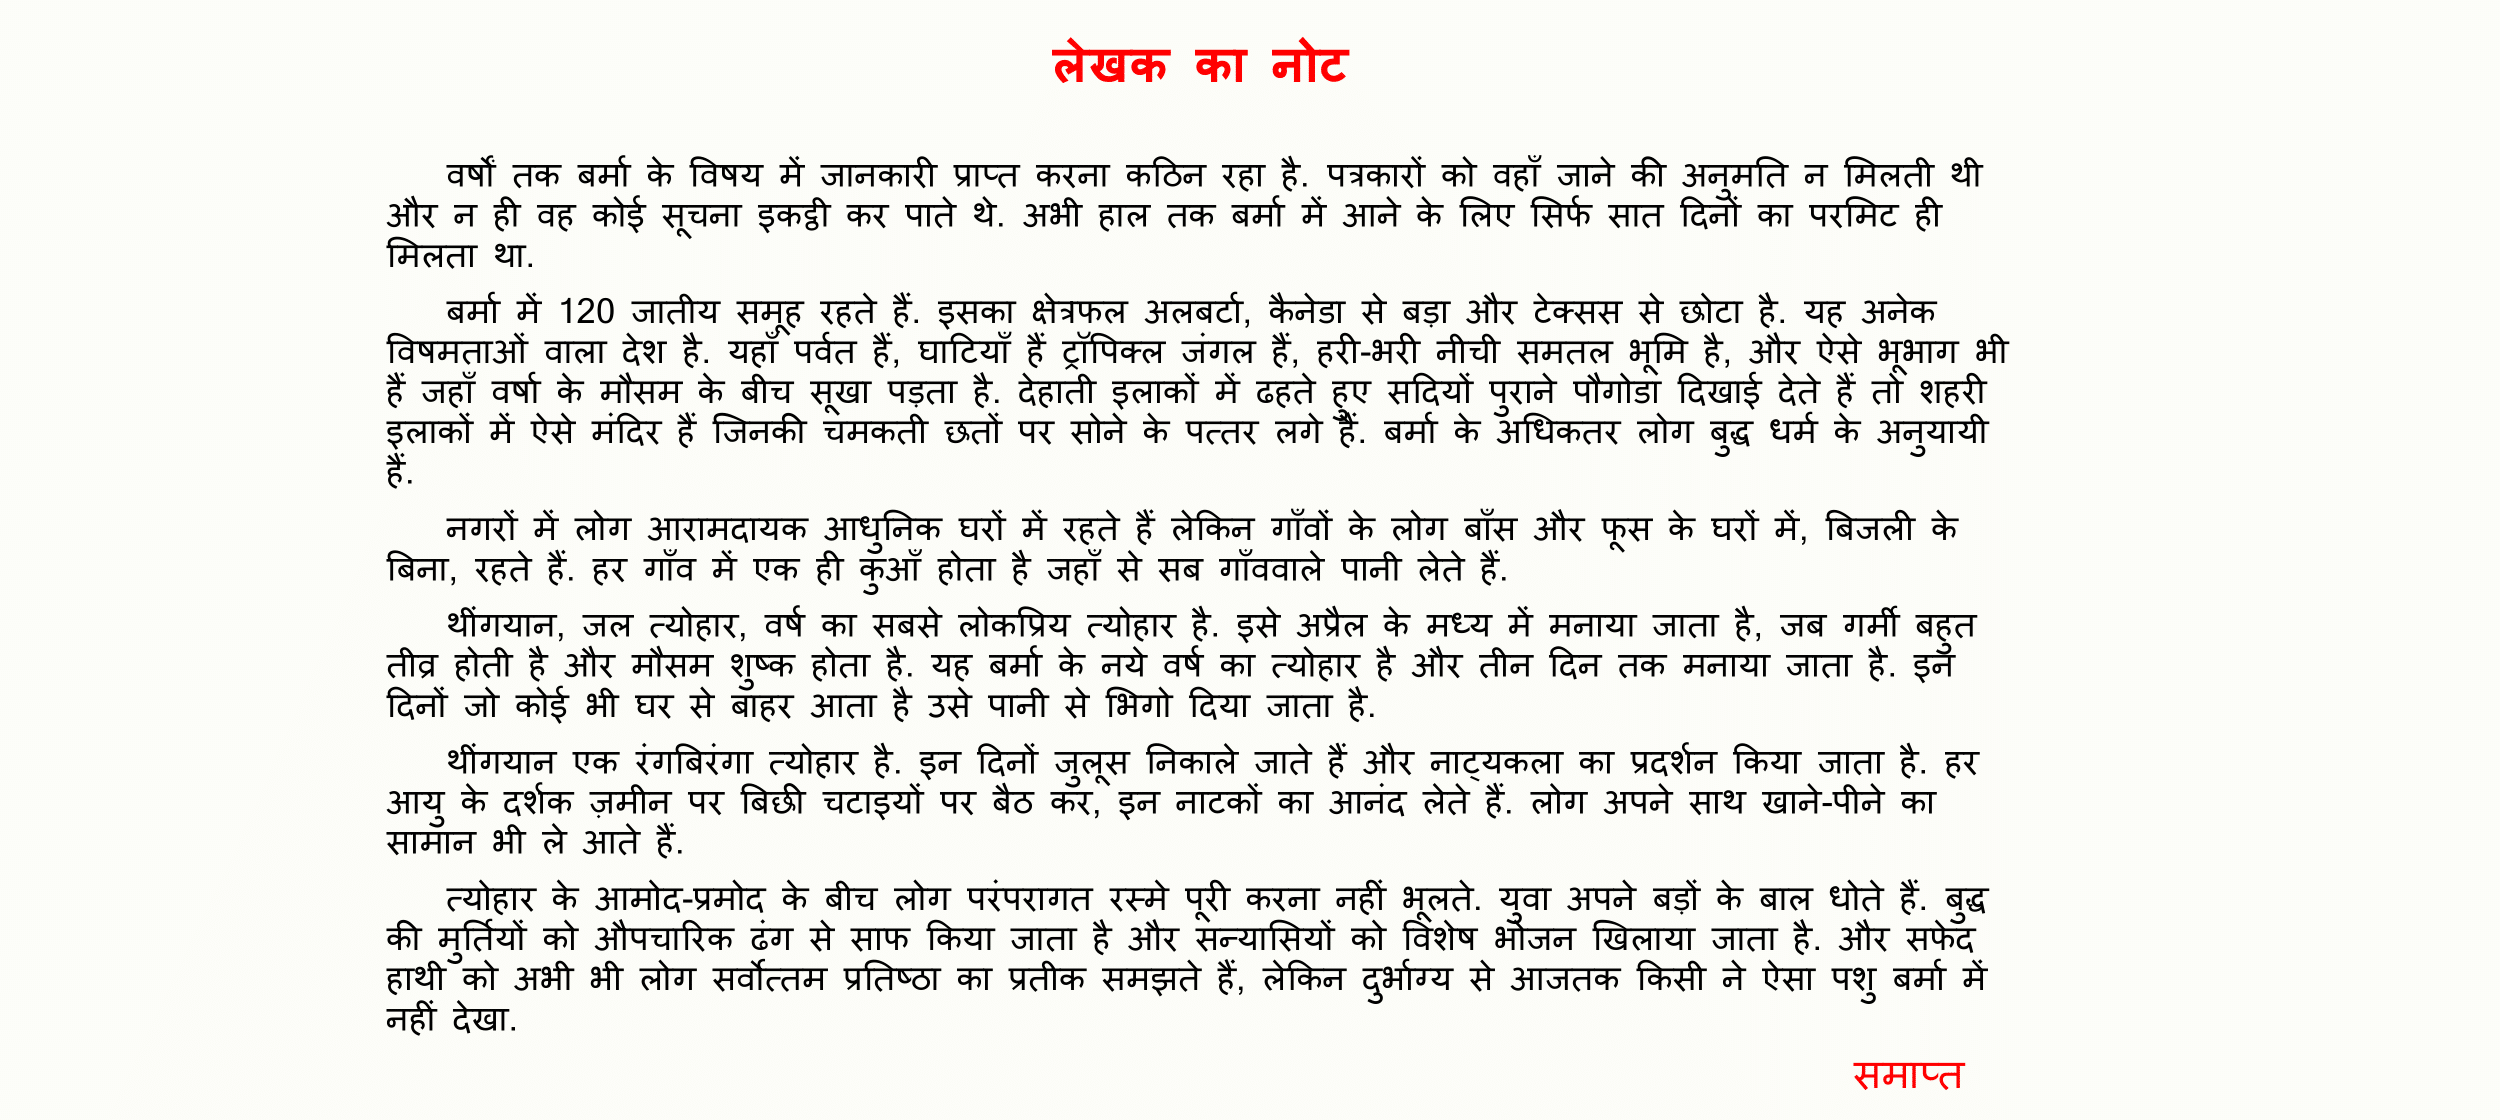 लेखक का नोट
वर्षों तक बर्मा के विषय में जानकारी प्राप्त करना कठिन रहा है. पत्रकारों को वहाँ जाने की अनुमति न मिलती थी
और न ही वह कोई सूचना इकट्ठी कर पाते थे. अभी हाल तक बर्मा में आने के लिए सिर्फ सात दिनों का परमिट ही
मिलता था.
बर्मा में 120 जातीय समूह रहते हैं. इसका क्षेत्रफल अलबर्टा, कैनेडा से बड़ा और टेक्सस से छोटा है. यह अनेक
विषमताओं वाला देश है. यहाँ पर्वत हैं, घाटियाँ हैं ट्रॉपिक्ल जंगल हैं, हरी-भरी नीची समतल भूमि है, और ऐसे भूभाग भी
हैं जहाँ वर्षा के मौसम के बीच सूखा पड़ता है. देहाती इलाकों में ढहते हुए सदियों पुराने पौगोडा दिखाई देते हैं तो शहरी
इलाकों में ऐसे मंदिर हैं जिनकी चमकती छतों पर सोने के पत्तर लगे हैं. बर्मा के अधिकतर लोग बुद्ध धर्म के अनुयायी
हैं.
नगरों में लोग आरामदायक आधुनिक घरों में रहते हैं लेकिन गाँवों के लोग बाँस और फूस के घरों में, बिजली के
बिना, रहते हैं. हर गाँव में एक ही कुआँ होता है जहाँ से सब गाँववाले पानी लेते हैं.
थींगयान, जल त्योहार, वर्ष का सबसे लोकप्रिय त्योहार है. इसे अप्रैल के मध्य में मनाया जाता है, जब गर्मी बहुत
तीव्र होती है और मौसम शुष्क होता है. यह बर्मा के नये वर्ष का त्योहार है और तीन दिन तक मनाया जाता है. इन
दिनों जो कोई भी घर से बाहर आता है उसे पानी से भिगो दिया जाता है.
थींगयान एक रंगबिरंगा त्योहार है. इन दिनों जुलूस निकाले जाते हैं और नाट्यकला का प्रदर्शन किया जाता है. हर
आयु के दर्शक ज़मीन पर बिछी चटाइयों पर बैठ कर, इन नाटकों का आनंद लेते हैं. लोग अपने साथ खाने-पीने का
सामान भी ले आते हैं.
त्योहार के आमोद-प्रमोद के बीच लोग परंपरागत रस्मे पूरी करना नहीं भूलते. युवा अपने बड़ों के बाल धोते हैं. बुद्ध
की मुर्तियों को औपचारिक ढंग से साफ किया जाता है और सन्यासियों को विशेष भोजन खिलाया जाता है. और सफेद
हाथी को अभी भी लोग सर्वोत्तम प्रतिष्ठा का प्रतीक समझते हैं, लेकिन दुर्भाग्य से आजतक किसी ने ऐसा पशु बर्मा में
नहीं देखा.
समाप्त